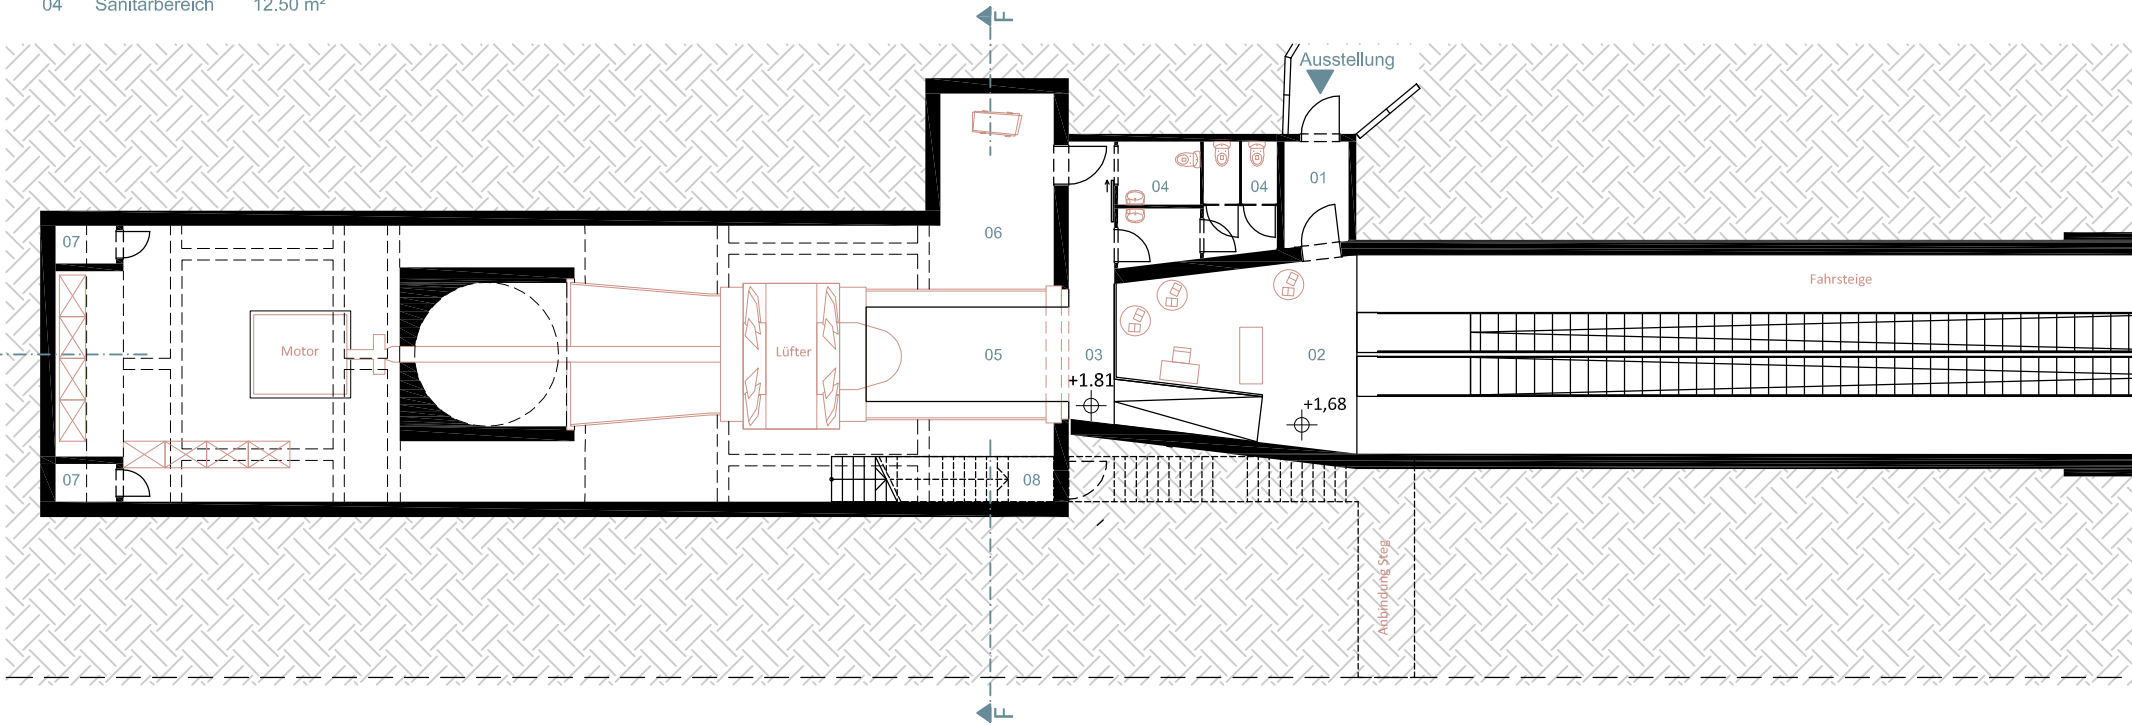 04 Sanitärbereich 12.50 m²
F
Ausstellung
04
04
01
07
06
Fahrsteige
Motor
Lüfter
05
03
02
+1.81
+1,68
07
08
Anbindung Steg
F